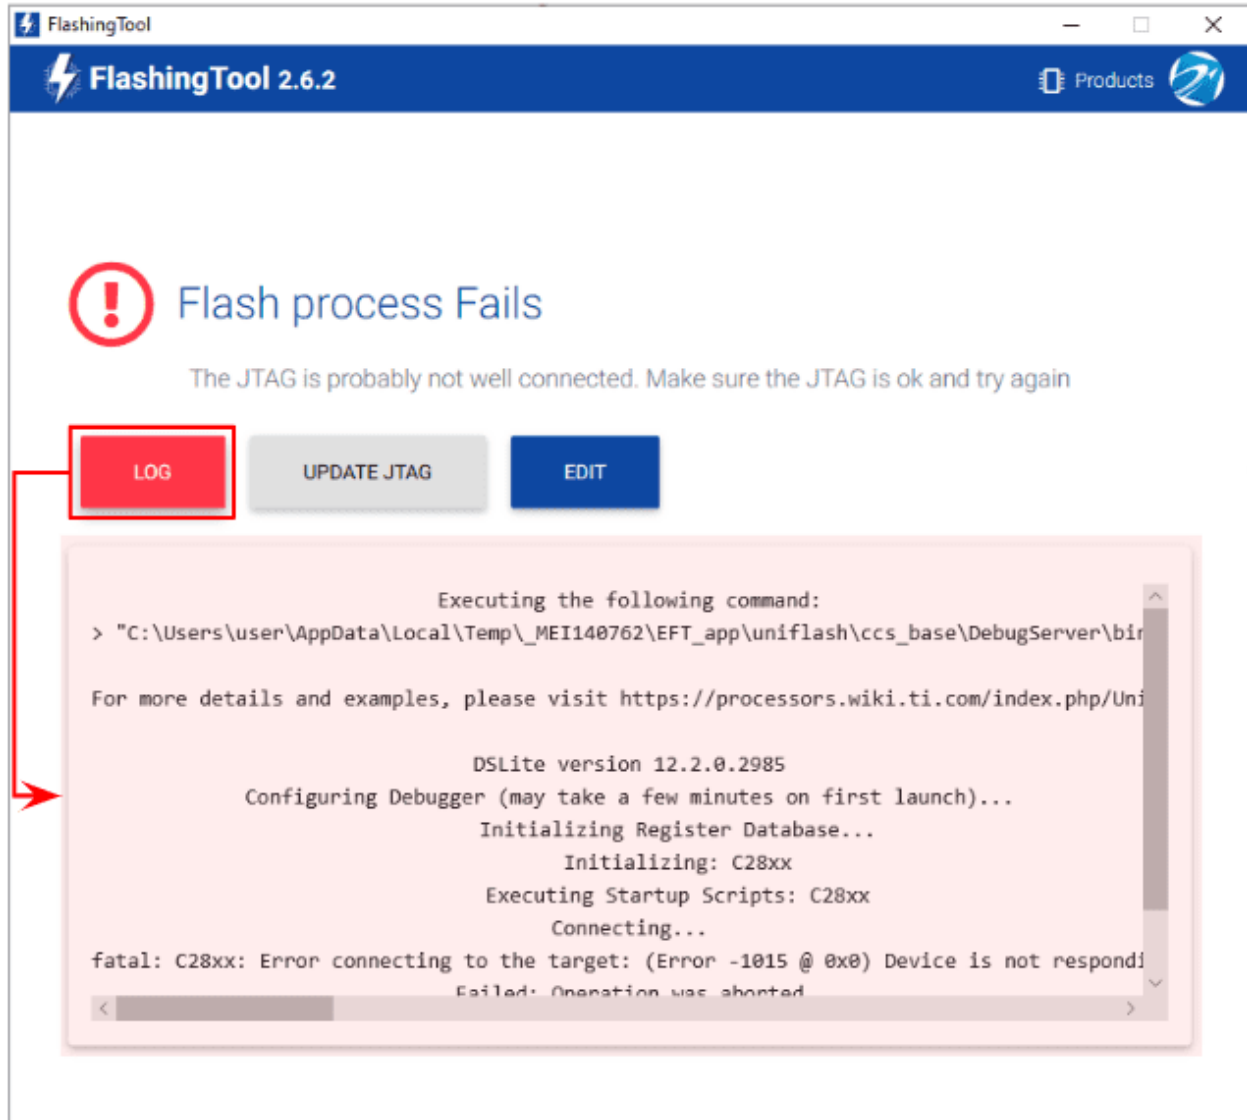 FlashingTool
FlashingTool 2.6.2
Products
Flash process Fails
The JTAG is probably not well connected. Make sure the JTAG is ok and try again
LOG
UPDATE JTAG
EDIT
Executing the following command:
> "C:\Users\user\AppData\Local\Temp\_MEI140762\EFT_app\uniflash\ccs_base\DebugServer\bin
For more details and examples, please visit https://processors.wiki.ti.com/index.php/Uni
DSLite version 12.2.0.2985
Configuring Debugger (may take a few minutes on first launch)...
Initializing Register Database...
Initializing: C28xx
Executing Startup Scripts: C28xx
Connecting...
fatal: C28xx: Error connecting to the target: (Error -1015 @ 0x0) Device is not respondi
Failed: Operation was aborted